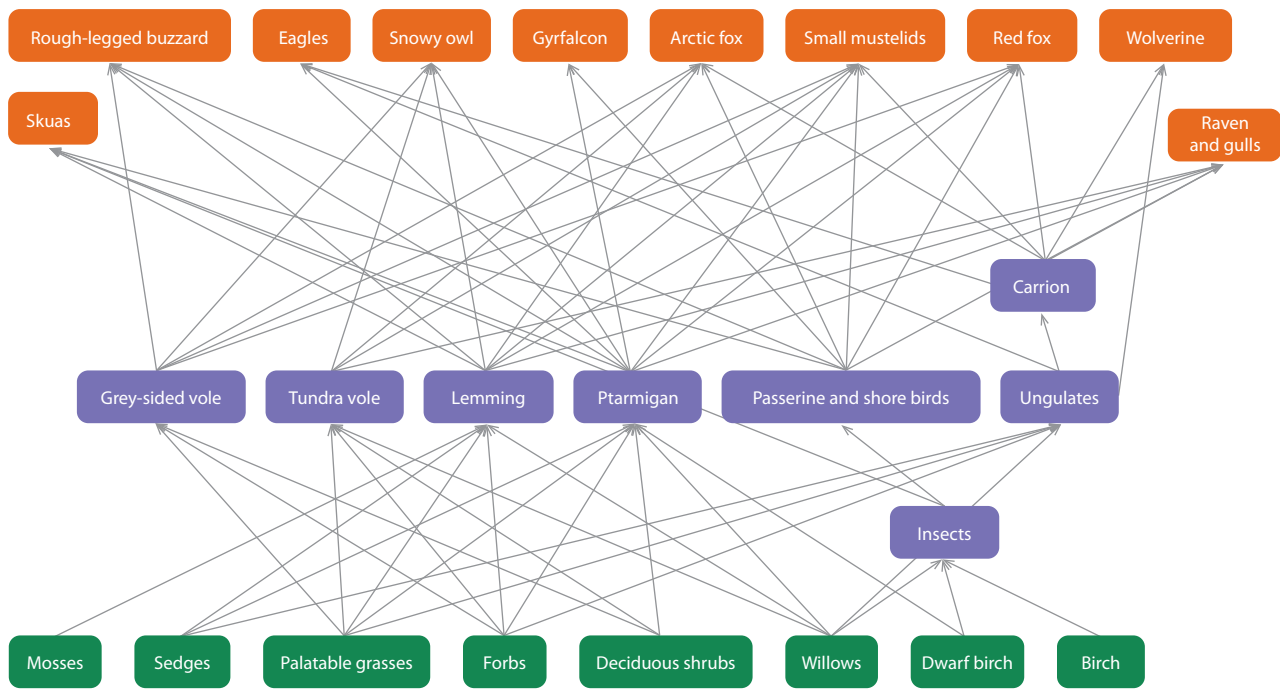 Rough-legged buzzard
Eagles
Snowy owl
Gyrfalcon
Arctic fox
Small mustelids
Red fox
Wolverine
Skuas
Raven
and gulls
Carrion
Grey-sided vole
Tundra vole
Lemming
Ptarmigan
Passerine and shore birds
Ungulates
Insects
Mosses
Sedges
Palatable grasses
Forbs
Deciduous shrubs
Willows
Dwarf birch
Birch